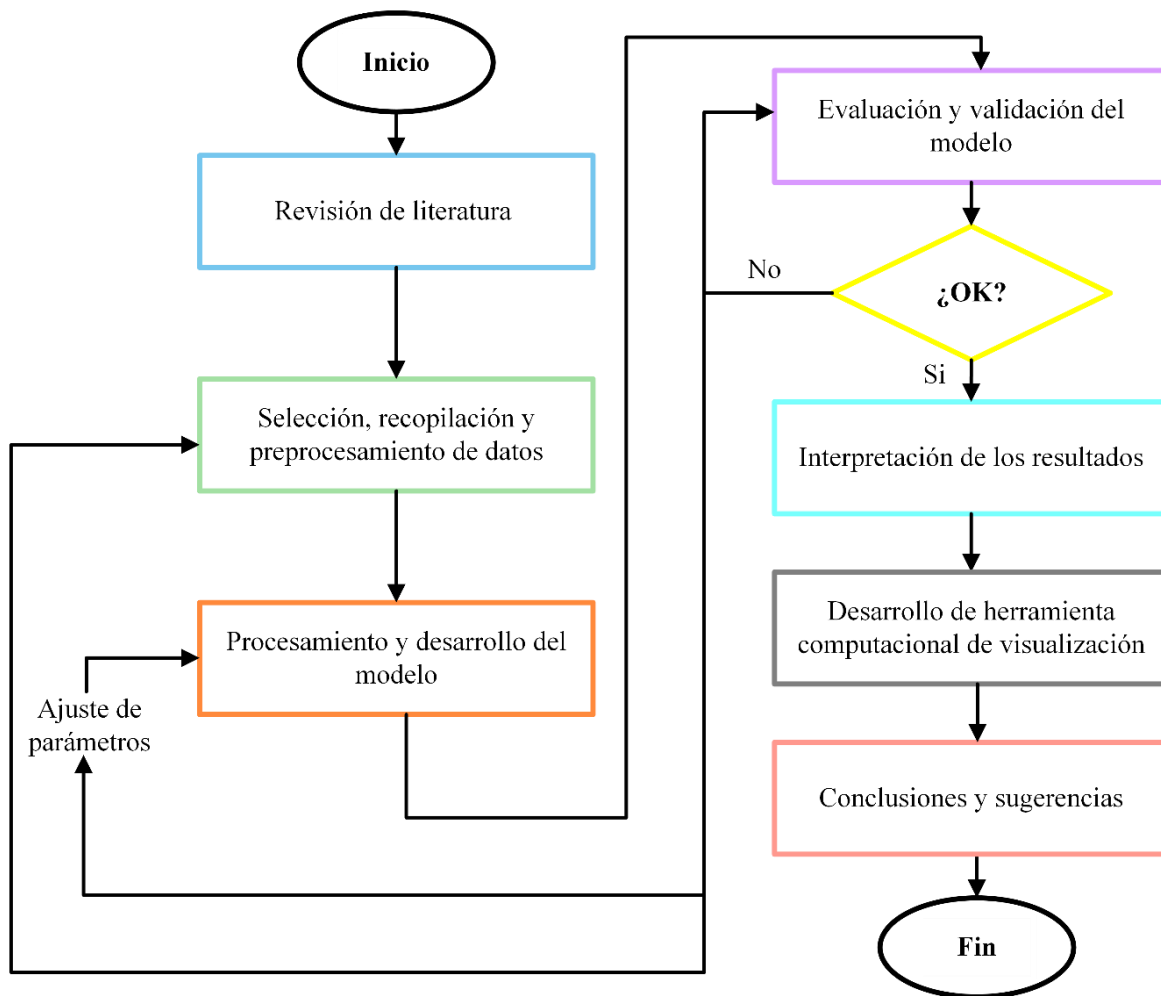 Inicio
Revisión de literatura
Selección, recopilación y
preprocesamiento de datos
Procesamiento y desarrollo del
modelo
Ajuste de
parámetros
Evaluación y validación del
modelo
¿OK?
No
Si
Interpretación de los resultados
Desarrollo de herramienta
computacional de visualización
Conclusiones y sugerencias
Fin